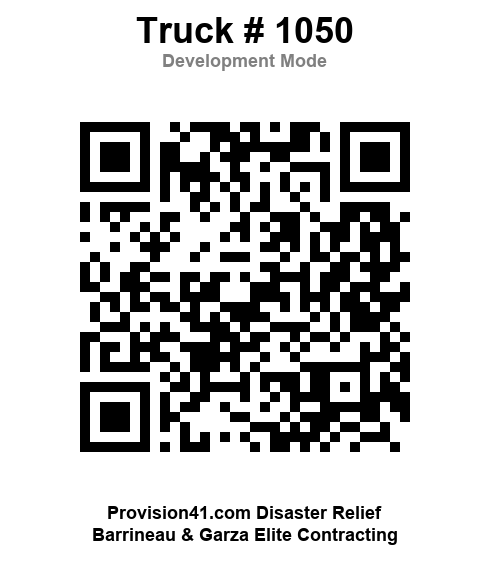 Truck # 1050
Development Mode
Provision41.com Disaster Relief
Barrineau & Garza Elite Contracting